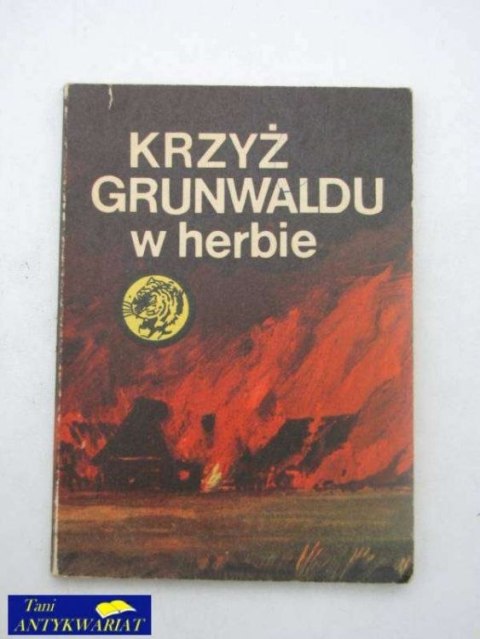 KRZYŻ
GRUNWALDU
w herbie
Tani
ANTYKWARIAT